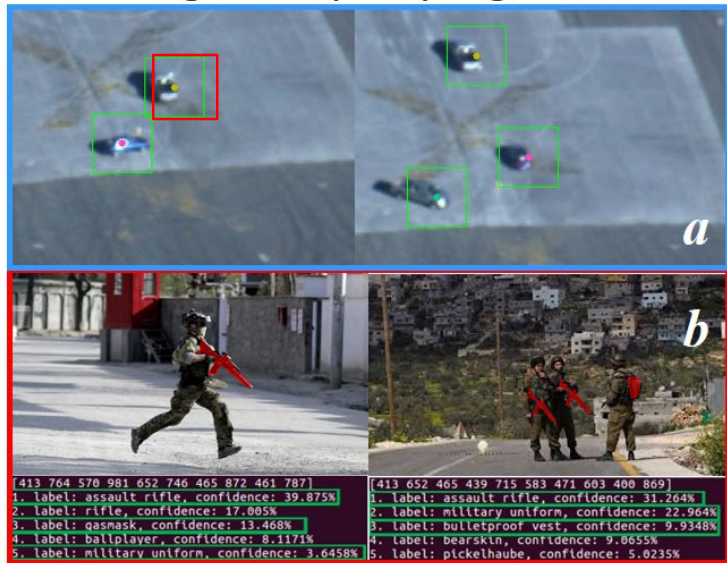 a
b
[413 764 570 981 652 746 465 872 461 787]
1. label: assault rifle, confidence: 39.875%
2. label: rifle, confidence: 17.005%
3. label: gasmask, confidence: 13.468%
4. label: ballplayer, confidence: 8.1171%
5. label: military uniform, confidence: 3.6458%
[413 652 465 439 715 583 471 603 400 869]
1. label: assault rifle, confidence: 31.264%
2. label: military uniform, confidence: 22.964%
3. label: bulletproof vest, confidence: 9.9348%
4. label: bearskin, confidence: 9.0655%
5. label: pickelhaube, confidence: 5.0235%